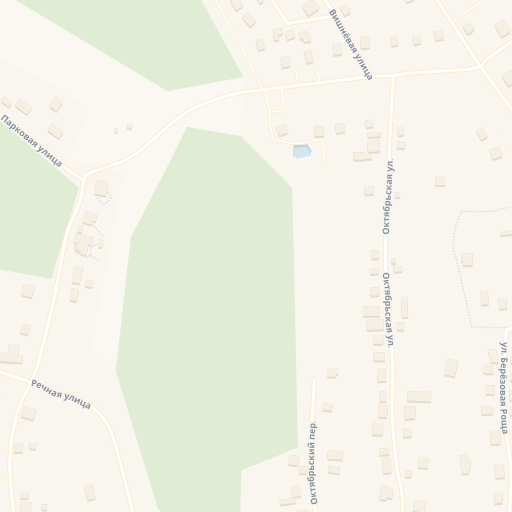 Вишнёвая улица
Парковая улица
Октябрьская ул.
Октябрьская ул.
ул. Берёзовая Роща
Речная улица
Октябрьский пер.